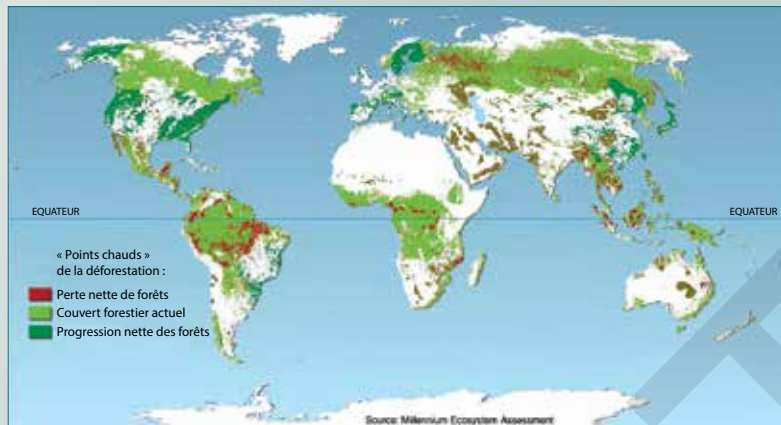 EQUATEUR
EQUATEUR
« Points chauds »
de la déforestation :
Perte nette de forêts
Couvert forestier actuel
Progression nette des forêts
Source: Millennium Ecosystem Assessment